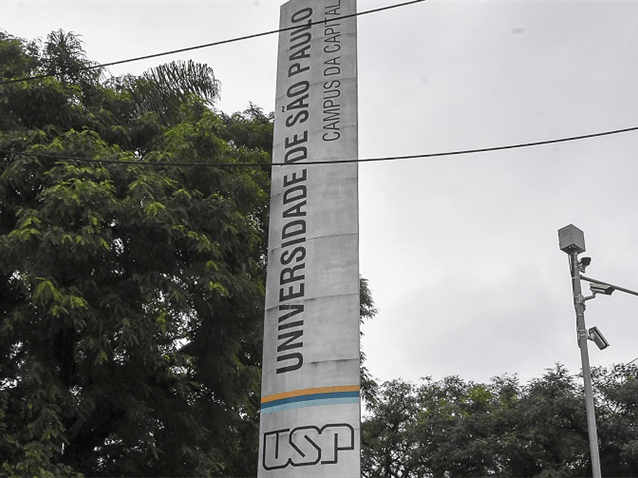 UNIVERSIDADE DE SÃO PAULO
CAMPUS DA CAPITAL
USP